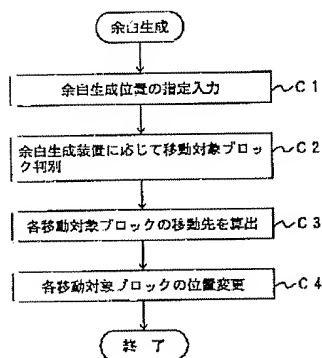 余白生成
余白生成位置の指定入力
C1
余白生成装置に応じて移動対象ブロッ
ク判別
C2
各移動対象ブロックの移動先を算出
C3
各移動対象ブロックの位置変更
C4
終了